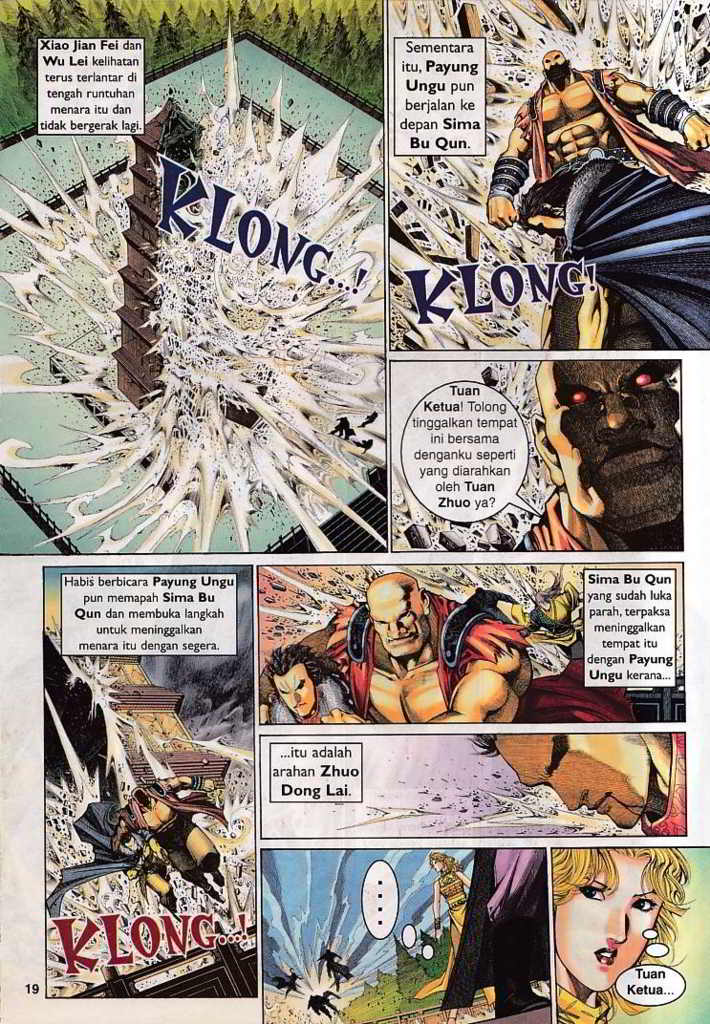 Xiao Jian Fei dan
Wu Lei kelihatan
terus terlantar di
tengah runtuhan
menara itu dan
tidak bergerak lagi.
KLONG...!
Sementara
itu, Payung
Ungu pun
berjalan ke
depan Sima
Bu Qun.
KLONG!
Tuan
Ketua! Tolong
tinggalkan tempat
ini bersama
denganku seperti
yang diarahkan
oleh Tuan
Zhuo ya?
Habis berbicara Payung Ungu
pun memapah Sima Bu
Qun dan membuka langkah
untuk meninggalkan
menara itu dengan segera.
KLONG...!
Sima Bu Qun
yang sudah luka
parah, terpaksa
meninggalkan
tempat itu
dengan Payung
Ungu kerana...
...itu adalah
arahan Zhuo
Dong Lai.
....
Tuan
Ketua...
19